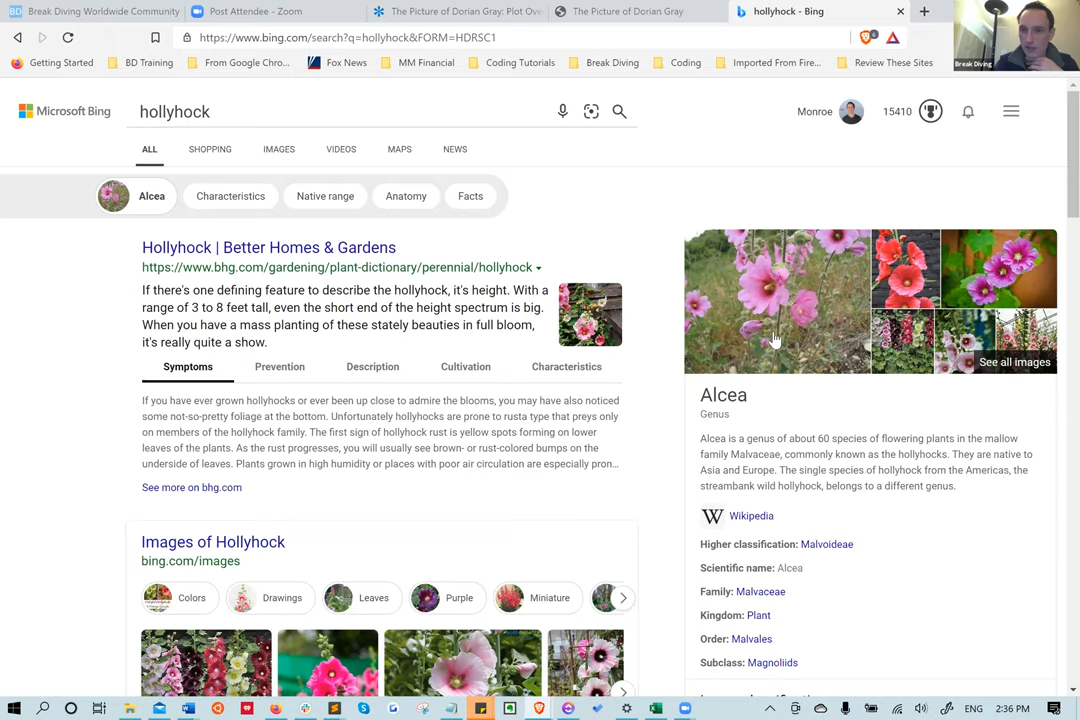 BD Break Diving Worldwide Community
Post Attendee - Zoom
The Picture of Dorian Gray: Plot Ove
The Picture of Dorian Gray
hollyhock - Bing
https://www.bing.com/search?q=hollyhock&FORM=HDRSC1
Getting Started
BD Training
From Google Chro...
Fox News
MM Financial
Coding Tutorials
Break Diving
Coding
Imported From Fire...
Review These Sites
Break Diving
Microsoft Bing
hollyhock
Monroe
15410
ALL
SHOPPING
IMAGES
VIDEOS
MAPS
NEWS
Alcea
Characteristics
Native range
Anatomy
Facts
Hollyhock | Better Homes & Gardens
https://www.bhg.com/gardening/plant-dictionary/perennial/hollyhock
If there's one defining feature to describe the hollyhock, it's height. With a
range of 3 to 8 feet tall, even the short end of the height spectrum is big.
When you have a mass planting of these stately beauties in full bloom,
it's really quite a show.
Symptoms
Prevention
Description
Cultivation
Characteristics
If you have ever grown hollyhocks or ever been up close to admire the blooms, you may have also noticed
some not-so-pretty foliage at the bottom. Unfortunately hollyhocks are prone to rusta type that preys only
on members of the hollyhock family. The first sign of hollyhock rust is yellow spots forming on lower
leaves of the plants. As the rust progresses, you will usually see brown- or rust-colored bumps on the
underside of leaves. Plants grown in high humidity or places with poor air circulation are especially pron...
See more on bhg.com
Images of Hollyhock
bing.com/images
Colors
Drawings
Leaves
Purple
Miniature
See all images
Alcea
Genus
Alcea is a genus of about 60 species of flowering plants in the mallow
family Malvaceae, commonly known as the hollyhocks. They are native to
Asia and Europe. The single species of hollyhock from the Americas, the
streambank wild hollyhock, belongs to a different genus.
W Wikipedia
Higher classification: Malvoideae
Scientific name: Alcea
Family: Malvaceae
Kingdom: Plant
Order: Malvales
Subclass: Magnoliids
ENG
2:36 PM